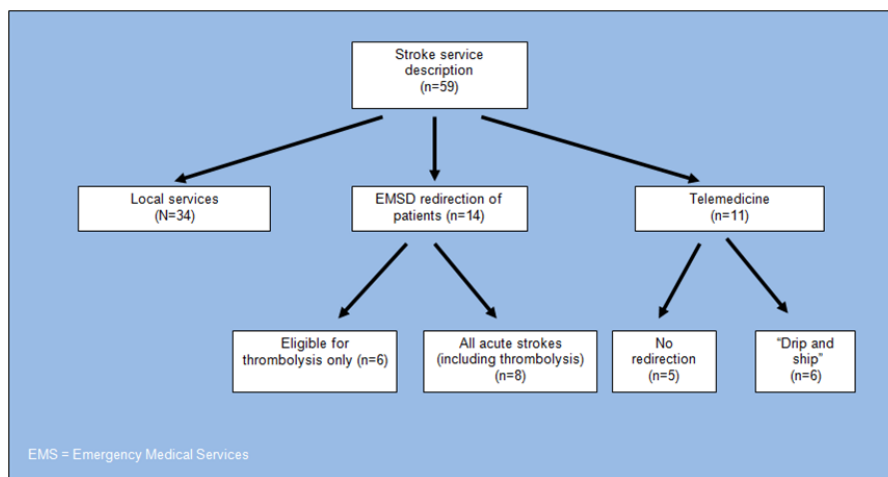 Stroke service
description
(n=59)
Local services
(N=34)
EMSD redirection of
patients (n=14)
Telemedicine
(n=11)
Eligible for
thrombolysis only (n=6)
All acute strokes
(including thrombolysis)
(n=8)
No
redirection
(n=5)
“Drip and
ship”
(n=6)
EMS = Emergency Medical Services